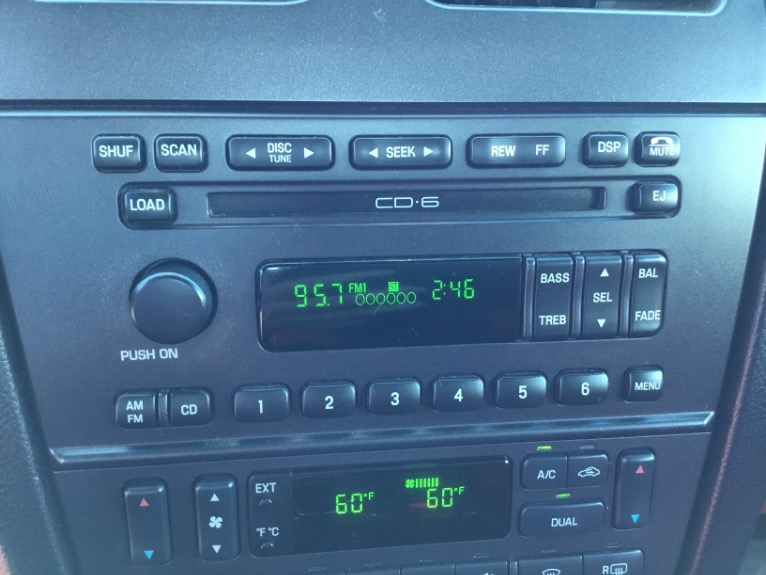 SHUF SCAN ◄ DISC TUNE ► ◄ SEEK ► REW FF DSP MUTE
LOAD CD·6 EJ
95.7 FM1 ST 2:46
BASS TREB ▲ SEL ▼ BAL FADE
PUSH ON
AM FM CD 1 2 3 4 5 6 MENU
EXT 60°F 60°F A/C
°F °C DUAL
R